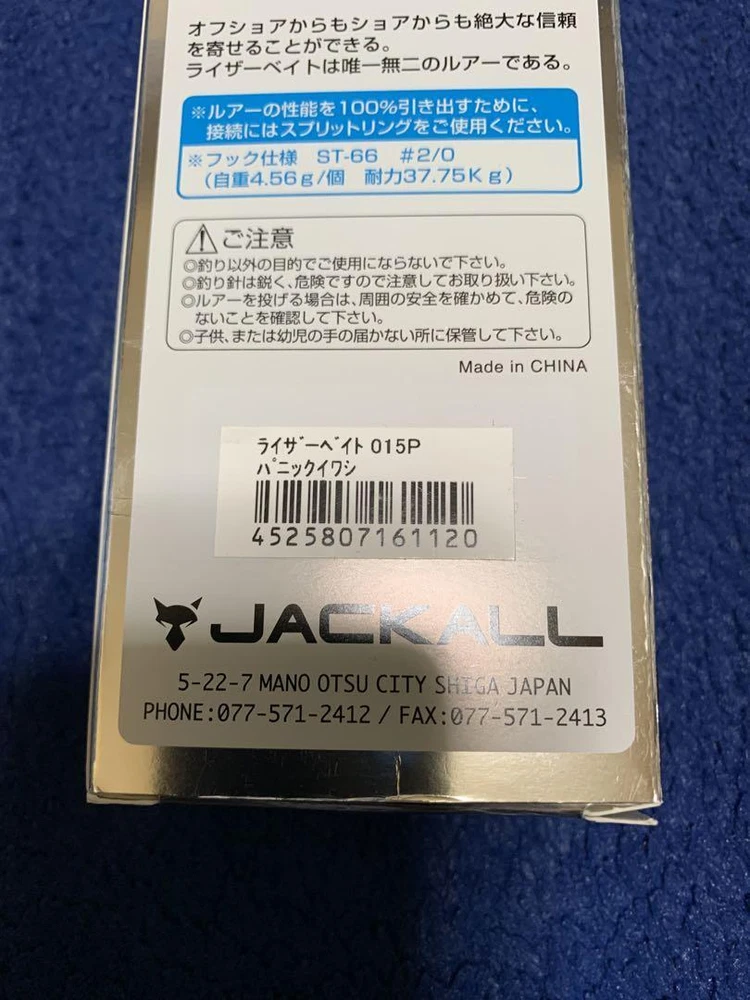 オフショアからもショアからも絶大な信頼
を寄せることができる。
ライザーベイトは唯一無二のルアーである。
※ルアーの性能を100%引き出すために、
接続にはスプリットリングをご使用ください。
※フック仕様 ST-66 #2/0
(自重4.56g/個 耐力37.75Kg)
ご注意
◎釣り以外の目的でご使用にならないで下さい。
◎釣り針は鋭く、危険ですので注意してお取り扱い下さい。
◎ルアーを投げる場合は、周囲の安全を確かめて、危険の
ないことを確認して下さい。
◎子供、または幼児の手の届かない所に保管して下さい。
Made in CHINA
ライザーベイト 015P
パニックイワシ
4525807161120
JACKALL
5-22-7 MANO OTSU CITY SHIGA JAPAN
PHONE:077-571-2412 / FAX:077-571-2413